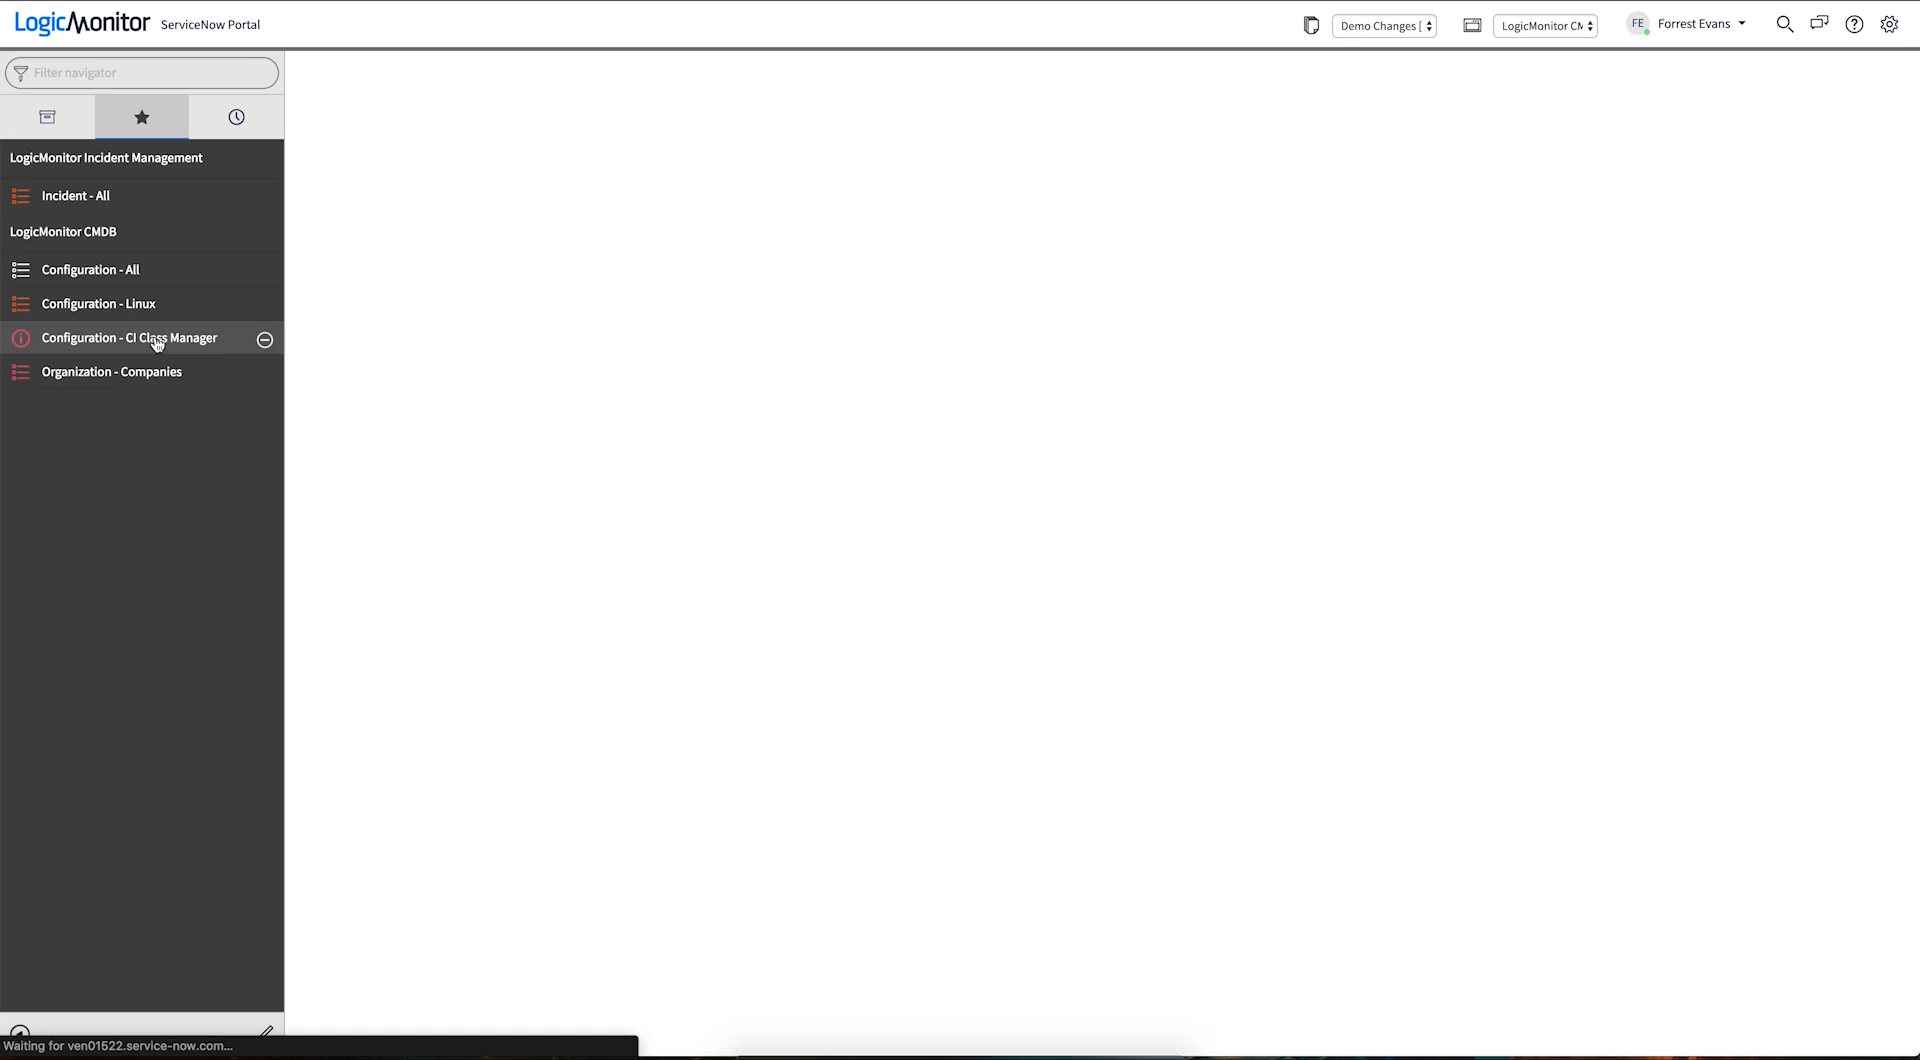 LogicMonitor ServiceNow Portal
Demo Changes [
LogicMonitor CM
FE Forrest Evans
Filter navigator
LogicMonitor Incident Management
Incident - All
LogicMonitor CMDB
Configuration - All
Configuration - Linux
Configuration - CI Class Manager
Organization - Companies
Waiting for ven01522.service-now.com...